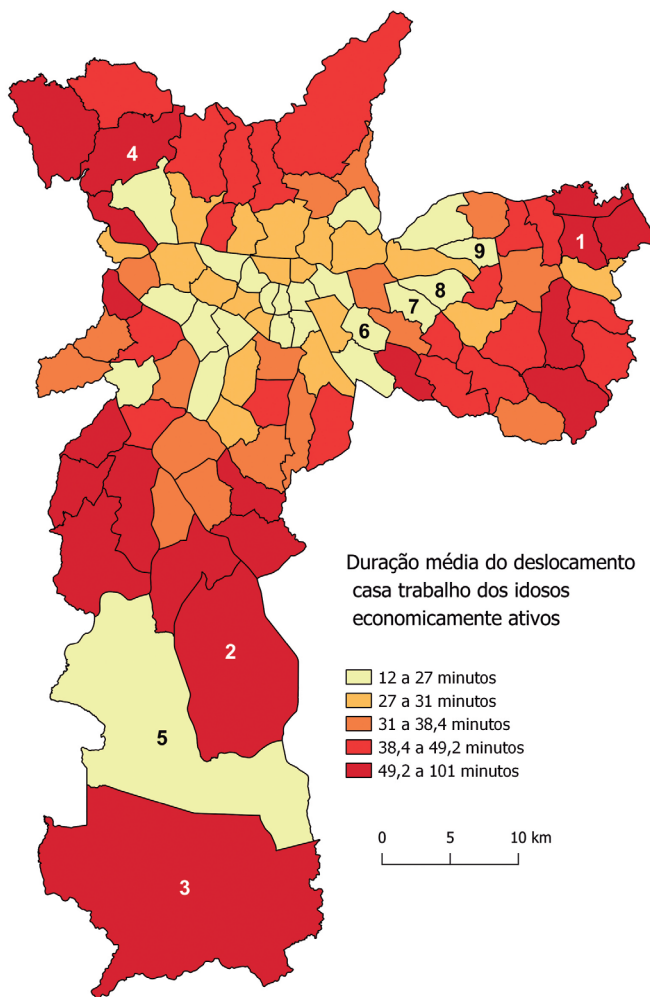 4
1
9
8
7
6
Duração média do deslocamento
casa trabalho dos idosos
economicamente ativos
2
12 a 27 minutos
27 a 31 minutos
5
31 a 38,4 minutos
38,4 a 49,2 minutos
49,2 a 101 minutos
0 5 10 km
3